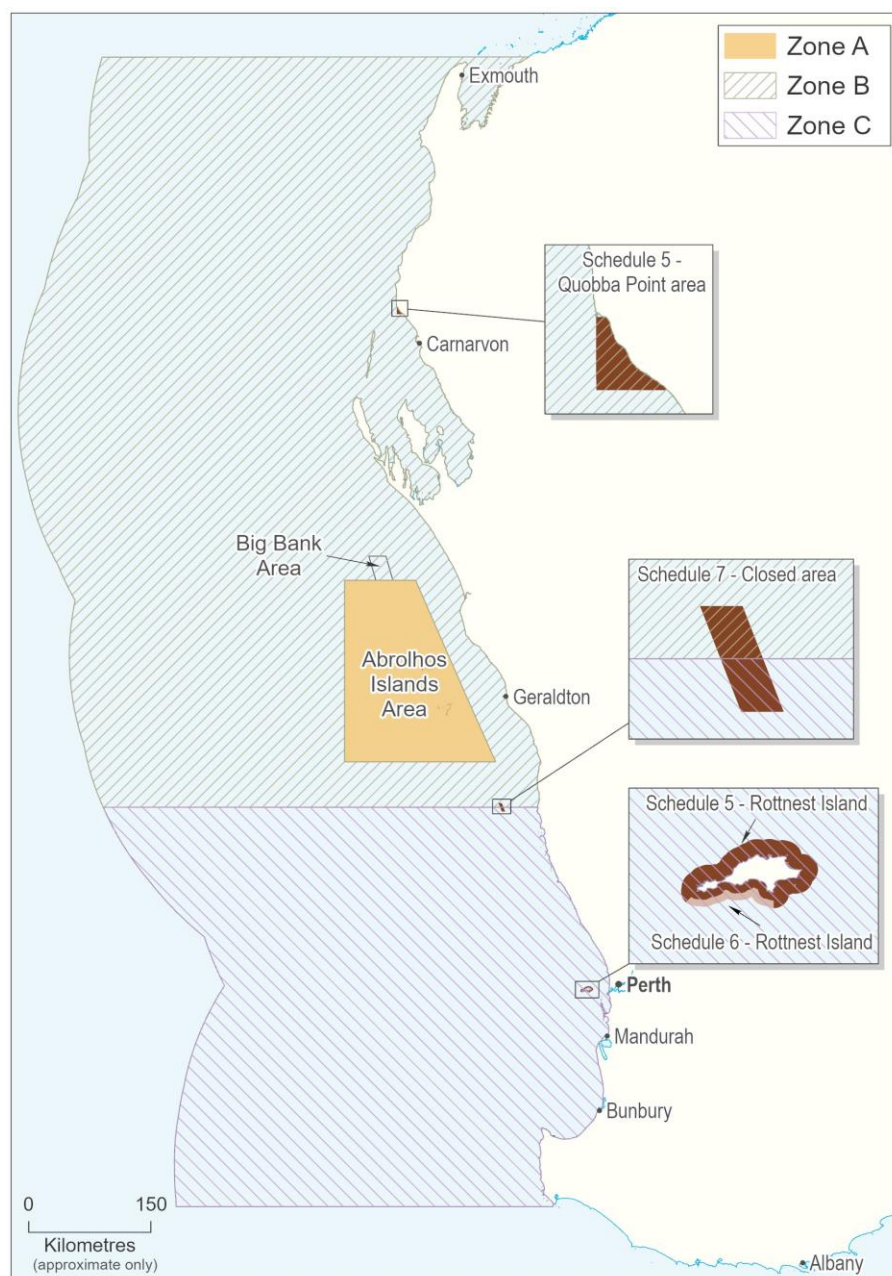 Zone A
Zone B
Zone C
Exmouth
Schedule 5 -
Quobba Point area
Carnarvon
Big Bank
Area
Schedule 7 - Closed area
Abrolhos
Islands
Area
Geraldton
Schedule 5 - Rottnest Island
Schedule 6 - Rottnest Island
Perth
Mandurah
Bunbury
0 150
Kilometres
(approximate only)
Albany